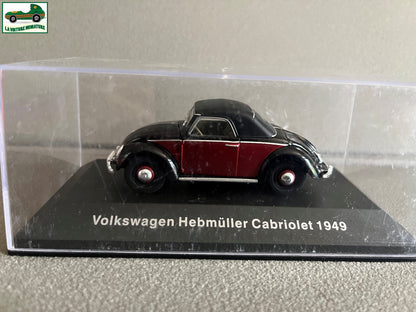 LA VOITURE MINIATURE
Volkswagen Hebmüller Cabriolet 1949